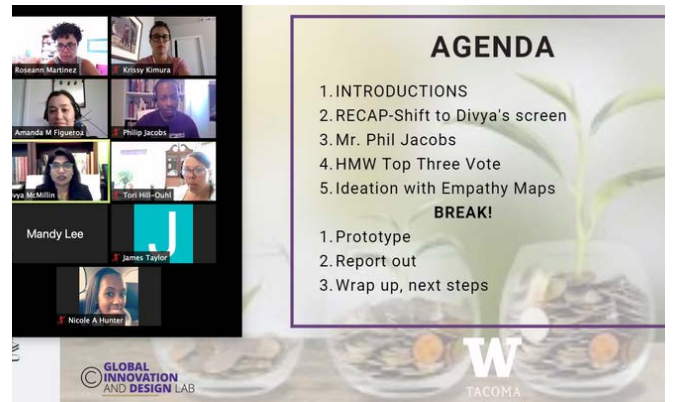 Roseann Martinez
Krissy Kimura
Amanda M Figueroa
Philip Jacobs
vya McMillin
Tori Hill-Ouhl
Mandy Lee
J
James Taylor
Nicole A Hunter
AGENDA
1. INTRODUCTIONS
2. RECAP-Shift to Divya's screen
3. Mr. Phil Jacobs
4. HMW Top Three Vote
5. Ideation with Empathy Maps
BREAK!
1. Prototype
2. Report out
3. Wrap up, next steps
© GLOBAL
INNOVATION
AND DESIGN LAB
W
TACOMA